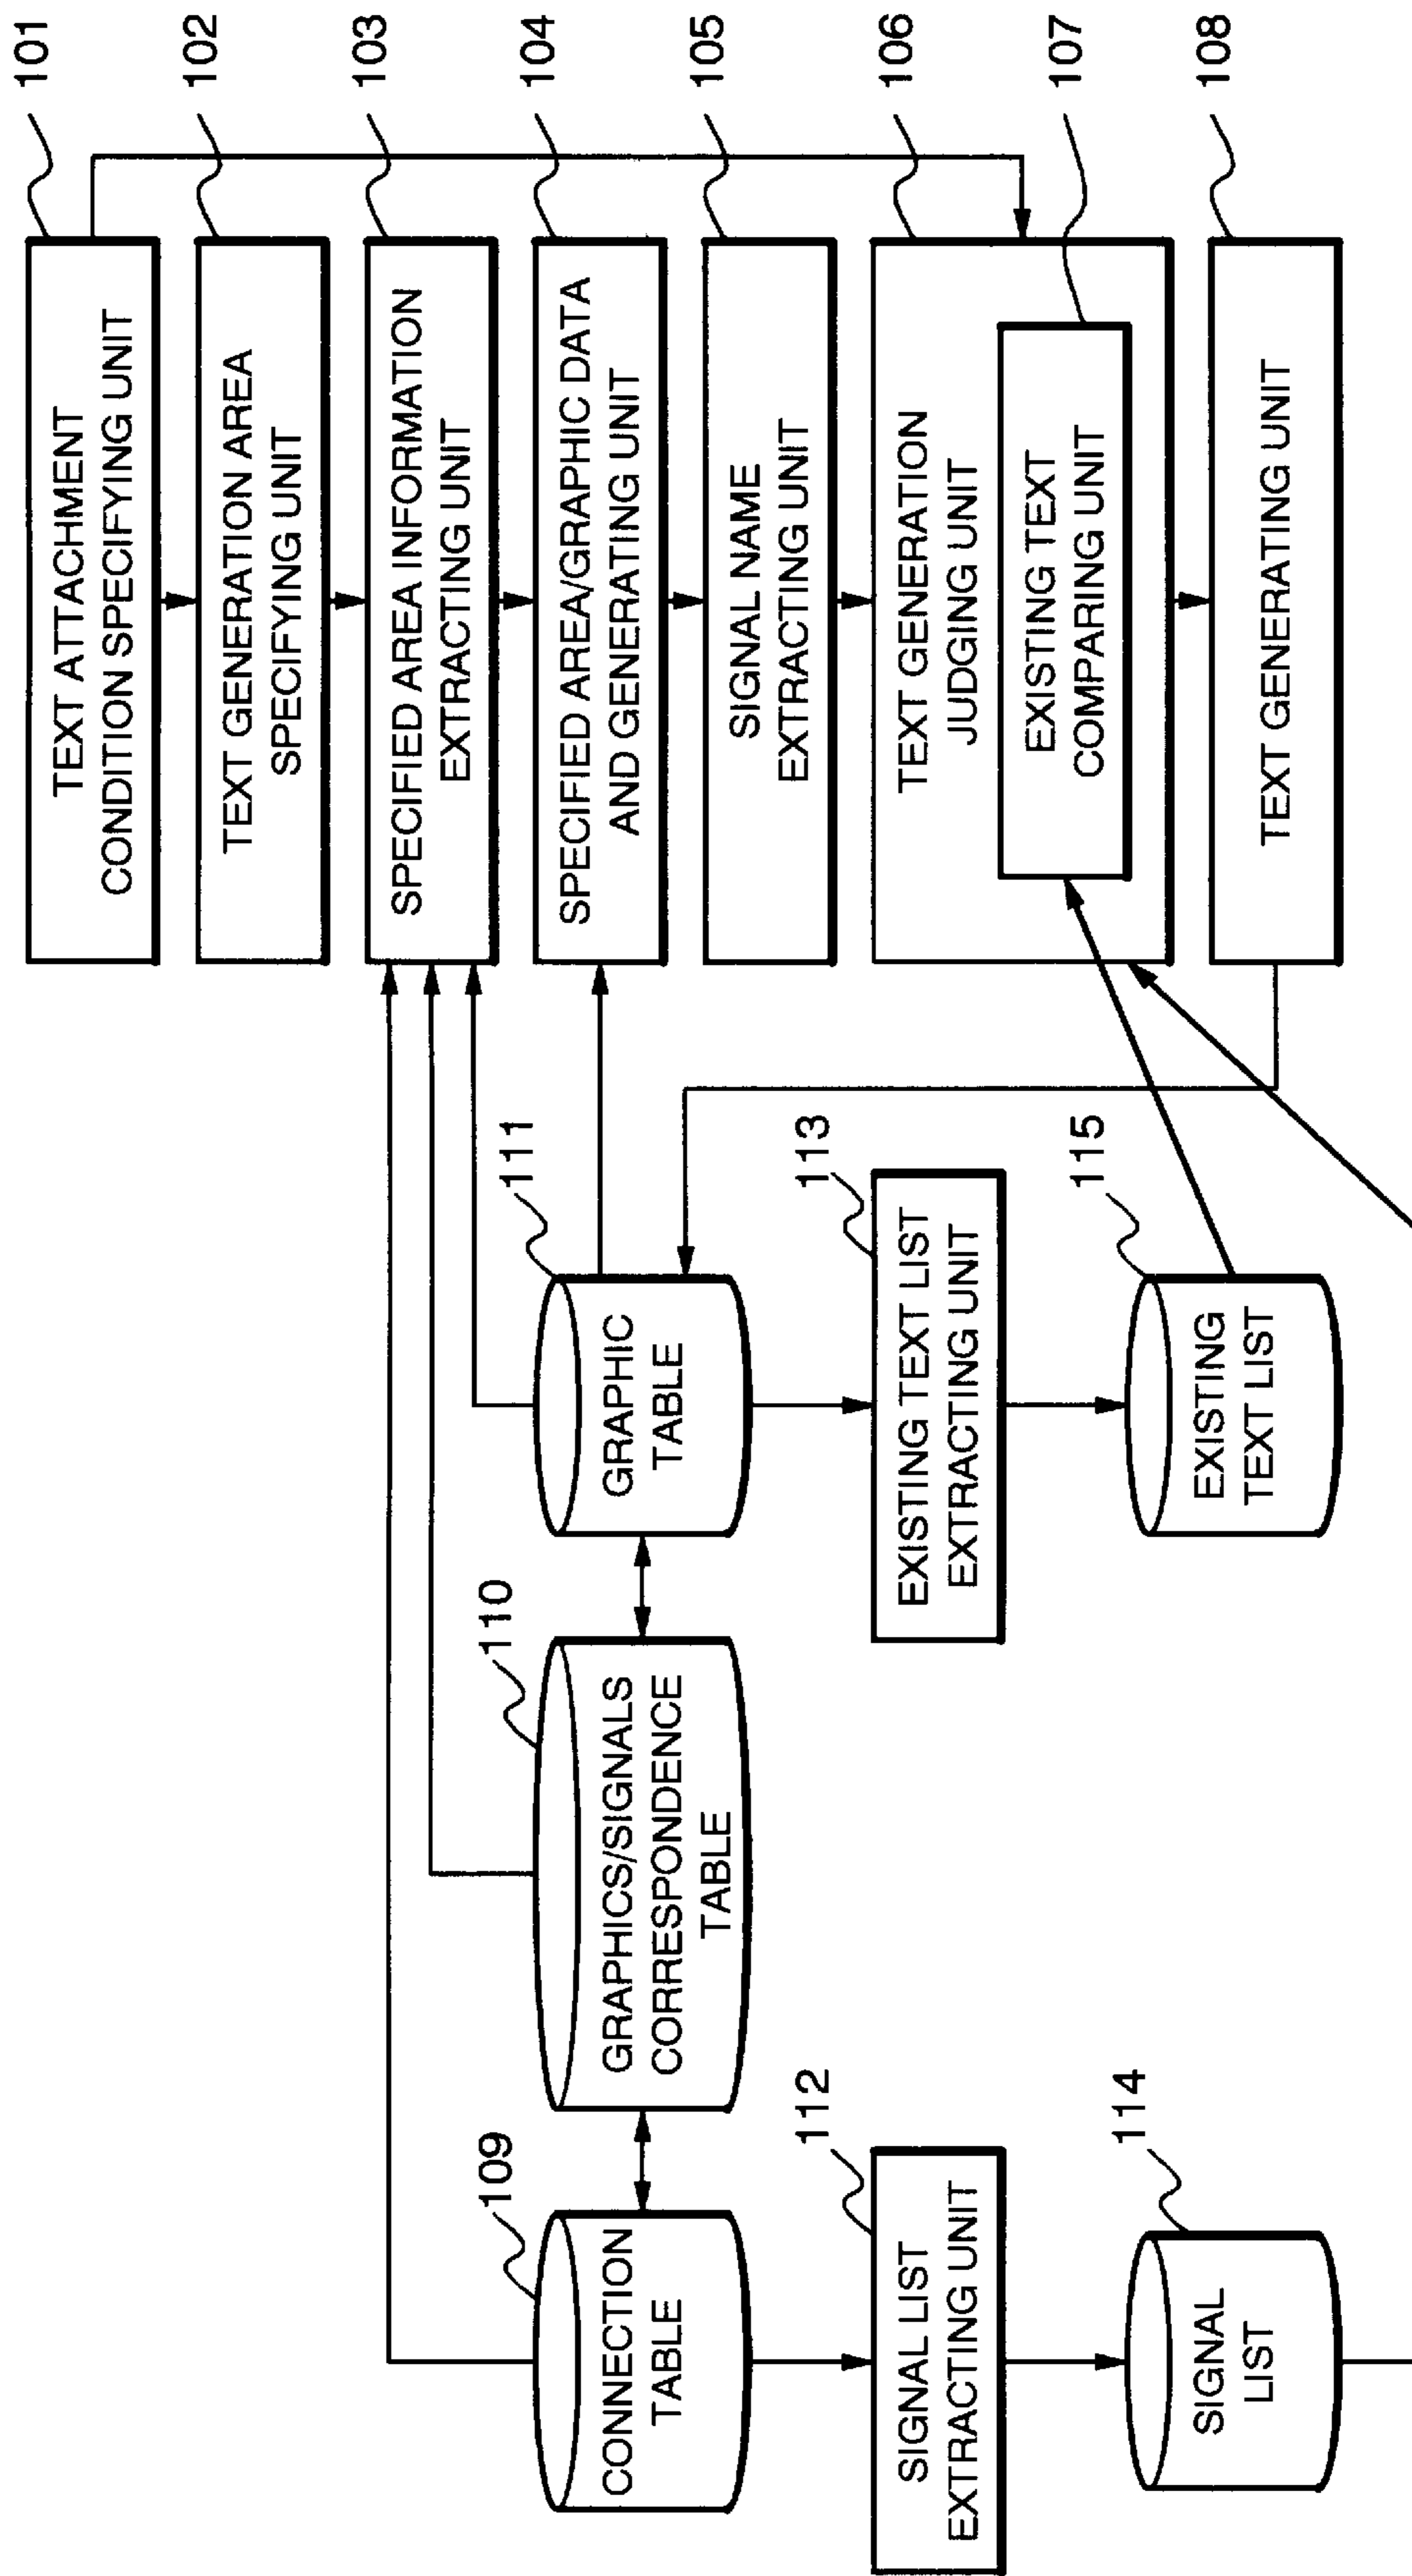 TEXT ATTACHMENT
CONDITION SPECIFYING UNIT
101
TEXT GENERATION AREA
SPECIFYING UNIT
102
SPECIFIED AREA INFORMATION
EXTRACTING UNIT
103
SPECIFIED AREA/GRAPHIC DATA
AND GENERATING UNIT
104
SIGNAL NAME
EXTRACTING UNIT
105
TEXT GENERATION
JUDGING UNIT
106
EXISTING TEXT
COMPARING UNIT
107
TEXT GENERATING UNIT
108
109
CONNECTION
TABLE
110
GRAPHICS/SIGNALS
CORRESPONDENCE
TABLE
111
GRAPHIC
TABLE
112
SIGNAL LIST
EXTRACTING UNIT
113
EXISTING TEXT LIST
EXTRACTING UNIT
114
SIGNAL
LIST
115
EXISTING
TEXT LIST